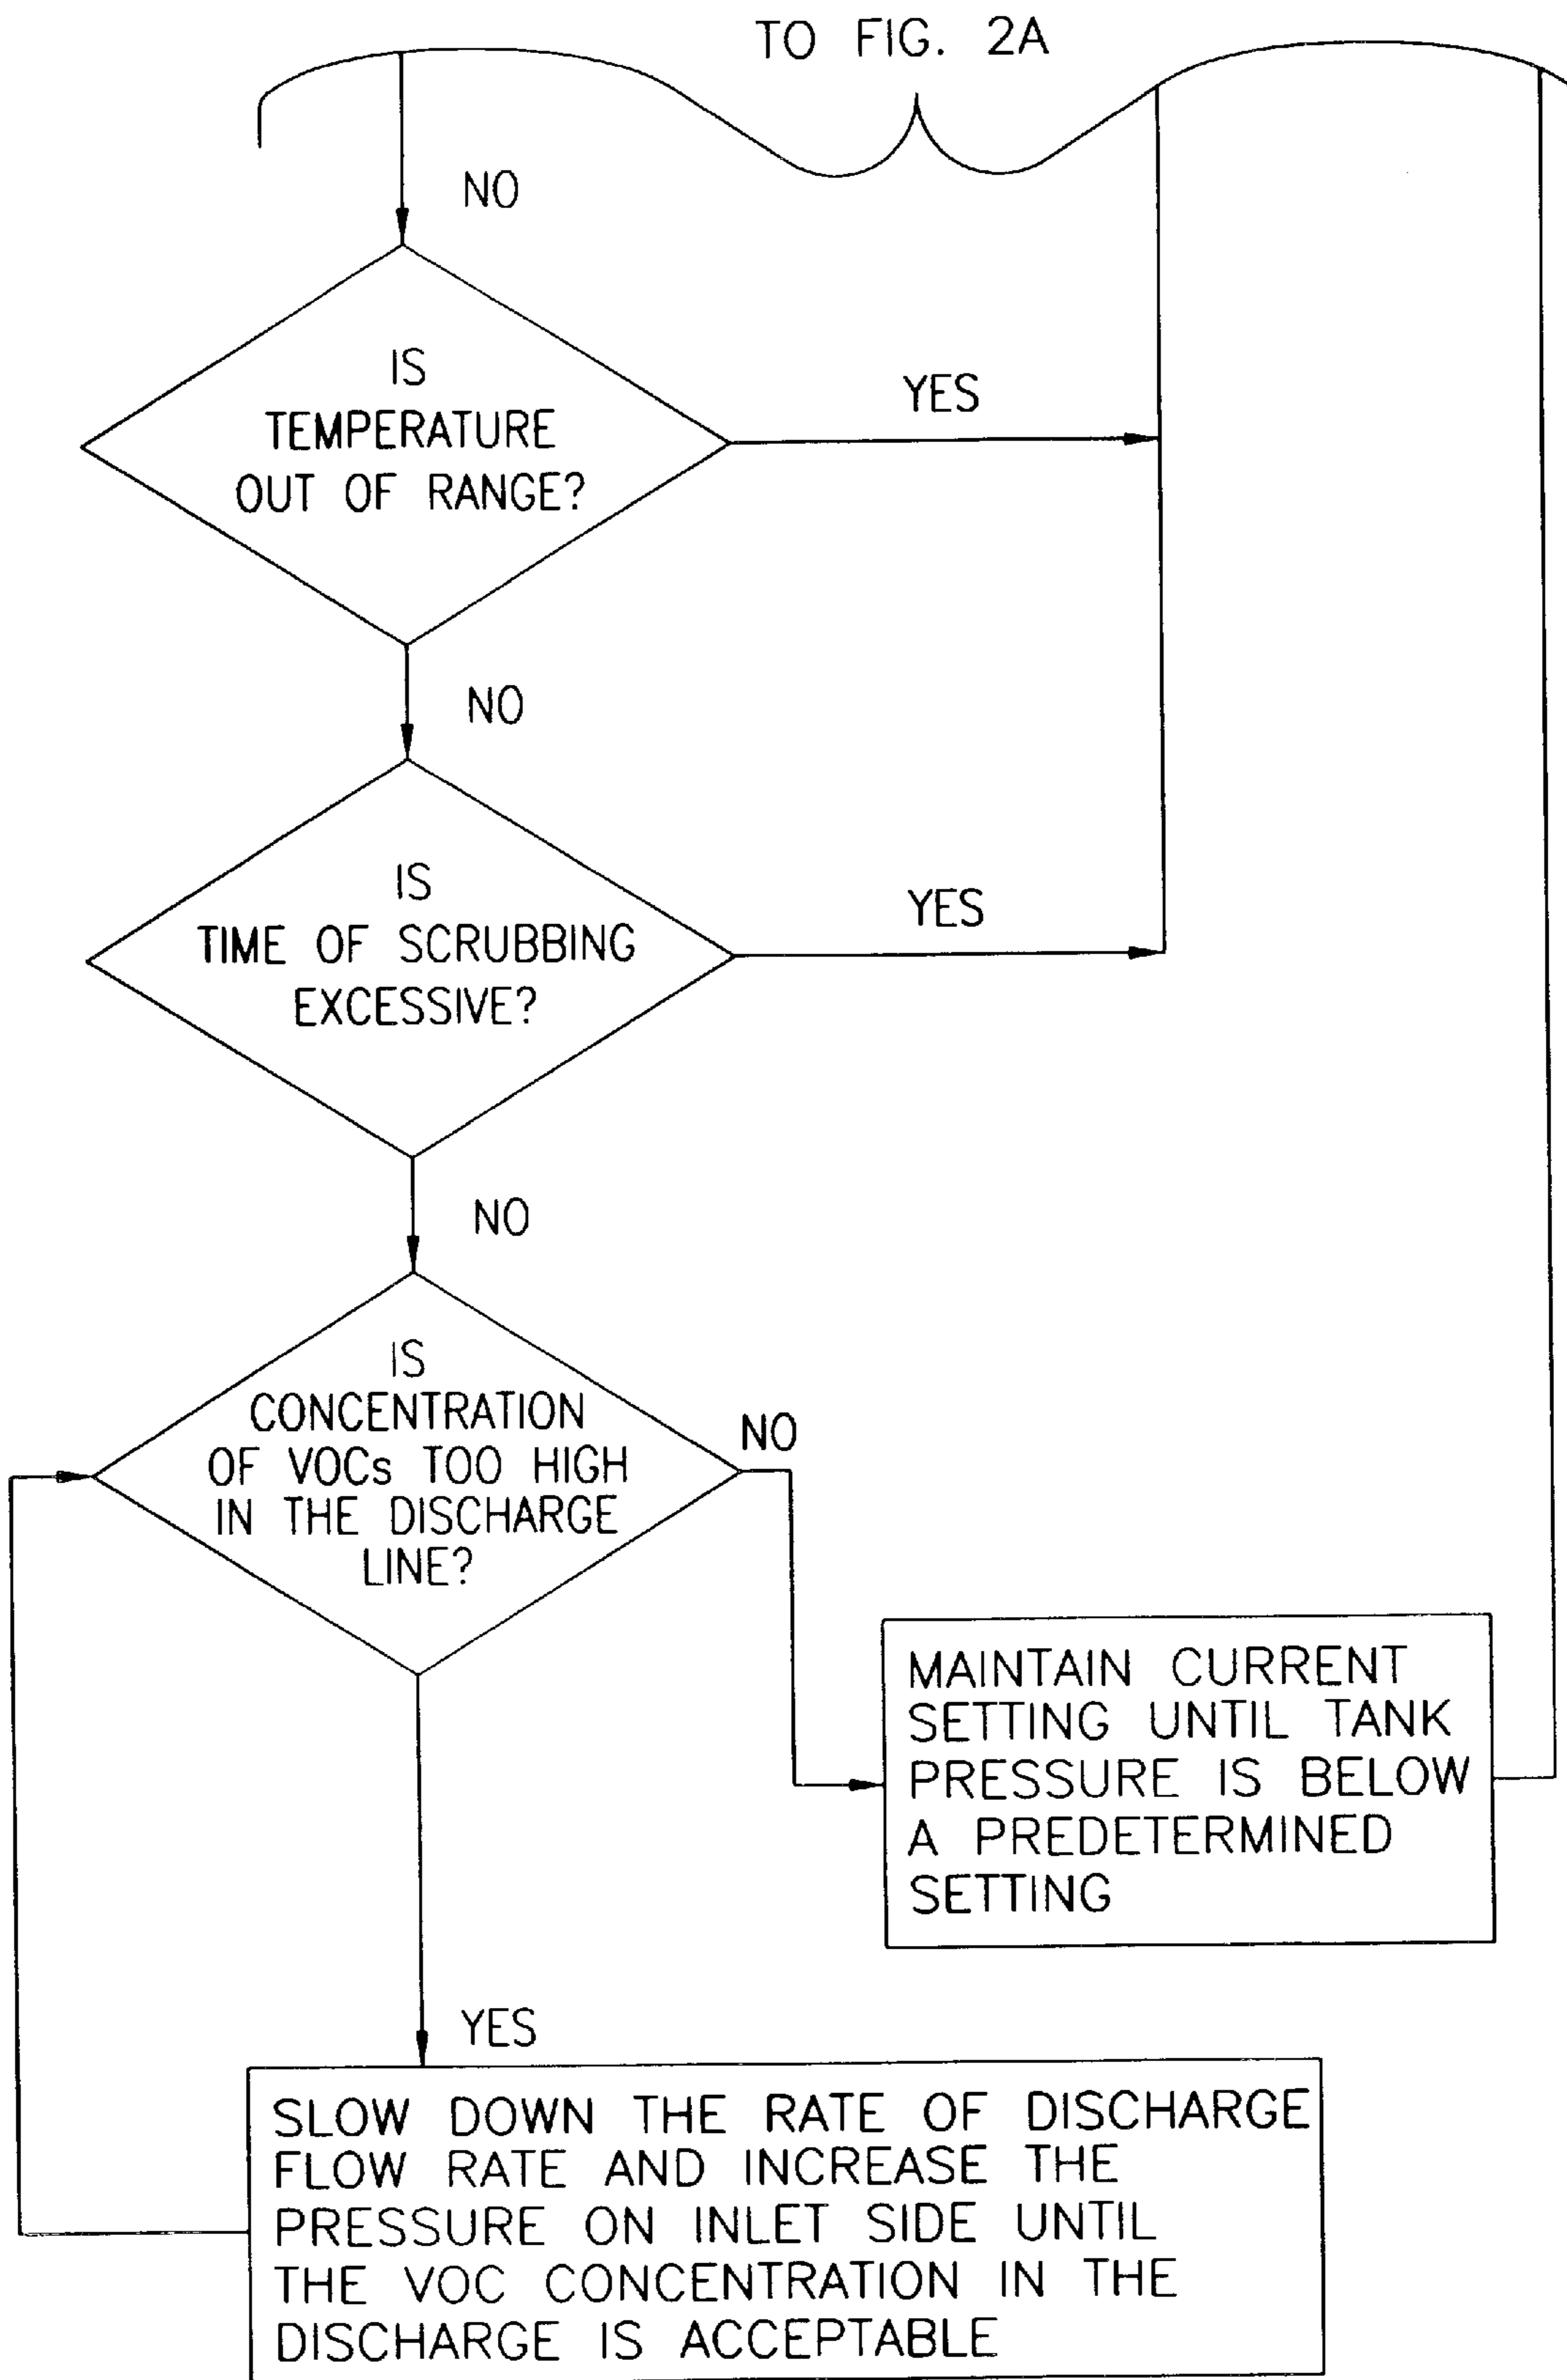 TO FIG. 2A
NO
IS
TEMPERATURE
OUT OF RANGE?
YES
NO
IS
TIME OF SCRUBBING
EXCESSIVE?
YES
NO
IS
CONCENTRATION
OF VOCs TOO HIGH
IN THE DISCHARGE
LINE?
NO
MAINTAIN CURRENT
SETTING UNTIL TANK
PRESSURE IS BELOW
A PREDETERMINED
SETTING
YES
SLOW DOWN THE RATE OF DISCHARGE
FLOW RATE AND INCREASE THE
PRESSURE ON INLET SIDE UNTIL
THE VOC CONCENTRATION IN THE
DISCHARGE IS ACCEPTABLE